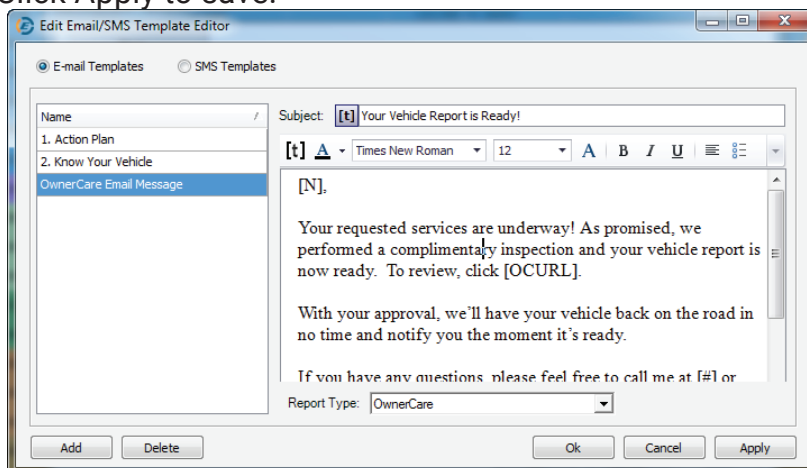 Click Apply to save.
Edit Email/SMS Template Editor
E-mail Templates SMS Templates
Name
1. Action Plan
2. Know Your Vehicle
OwnerCare Email Message
Subject: [t] Your Vehicle Report is Ready!
[t] A Times New Roman 12 A B I U
[N],
Your requested services are underway! As promised, we
performed a complimentary inspection and your vehicle report is
now ready. To review, click [OCURL].
With your approval, we'll have your vehicle back on the road in
no time and notify you the moment it's ready.
If you have any questions, please feel free to call me at [#] or
Report Type: OwnerCare
Add Delete Ok Cancel Apply